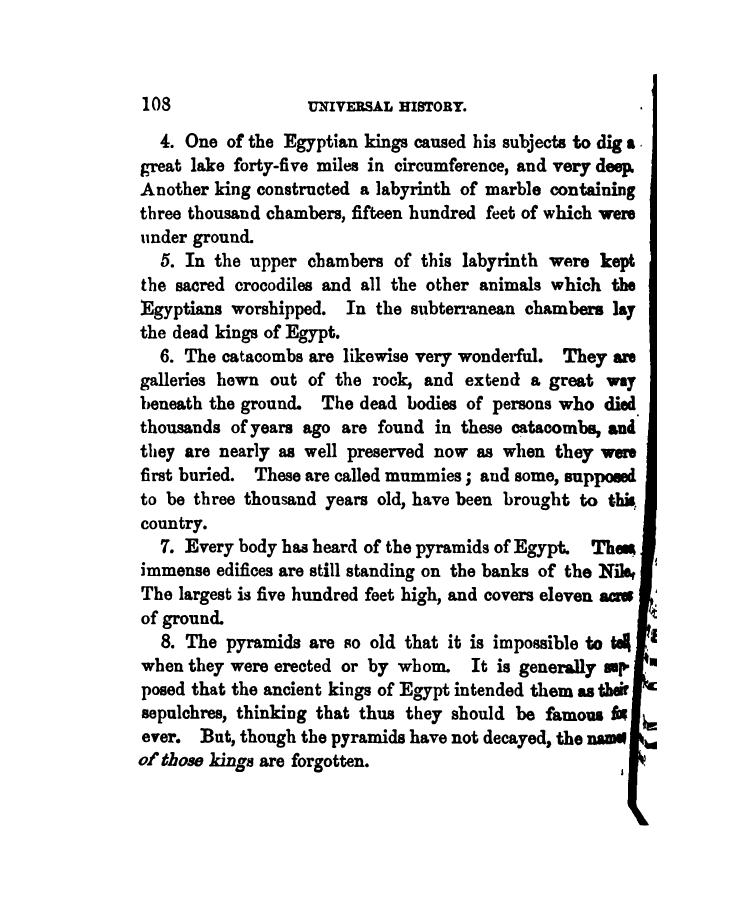 108 UNIVERSAL HISTORY.
4. One of the Egyptian kings caused his subjects to dig a
great lake forty-five miles in circumference, and very deep.
Another king constructed a labyrinth of marble containing
three thousand chambers, fifteen hundred feet of which were
under ground.
5. In the upper chambers of this labyrinth were kept
the sacred crocodiles and all the other animals which the
Egyptians worshipped. In the subterranean chambers lay
the dead kings of Egypt.
6. The catacombs are likewise very wonderful. They are
galleries hewn out of the rock, and extend a great way
beneath the ground. The dead bodies of persons who died
thousands of years ago are found in these catacombs, and
they are nearly as well preserved now as when they were
first buried. These are called mummies; and some, supposed
to be three thousand years old, have been brought to this
country.
7. Every body has heard of the pyramids of Egypt. These
immense edifices are still standing on the banks of the Nile.
The largest is five hundred feet high, and covers eleven acres
of ground.
8. The pyramids are so old that it is impossible to tell
when they were erected or by whom. It is generally sup-
posed that the ancient kings of Egypt intended them as their
sepulchres, thinking that thus they should be famous for
ever. But, though the pyramids have not decayed, the names
of those kings are forgotten.